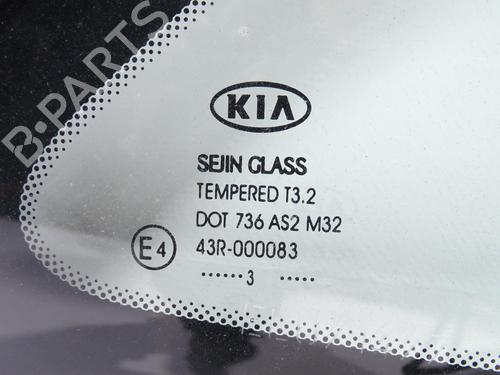 B-PARTS
KIA
SEJIN GLASS
TEMPERED T3.2
DOT 736 AS2 M32
E4 43R-000083
······ 3 ······